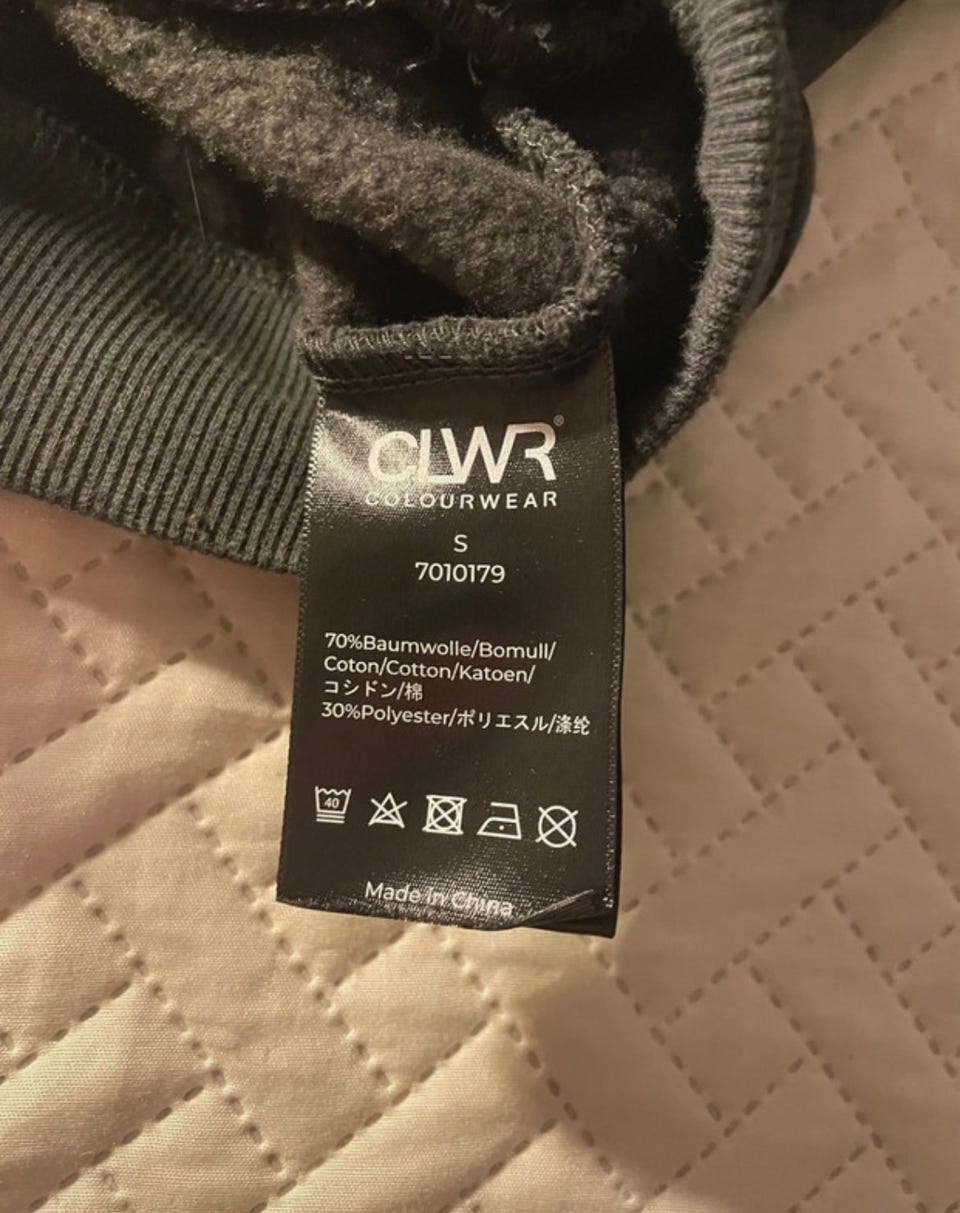 CLWR®
COLOURWEAR
S
7010179
70%Baumwolle/Bomull/
Coton/Cotton/Katoen/
コシドン/棉
30%Polyester/ポリエスル/涤纶
40
Made in China